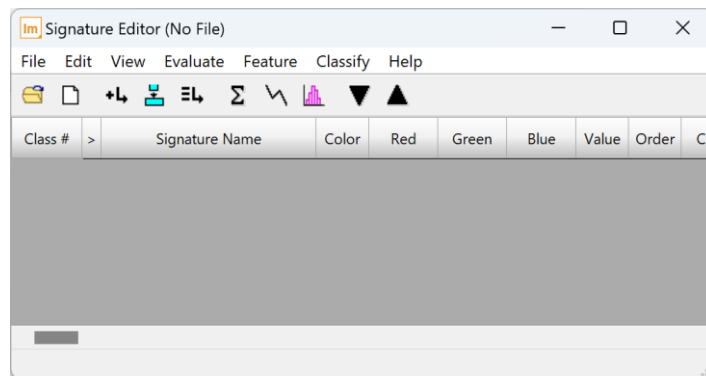 Im Signature Editor (No File)
File Edit View Evaluate Feature Classify Help
+L ΞL Σ
Class # > Signature Name Color Red Green Blue Value Order C